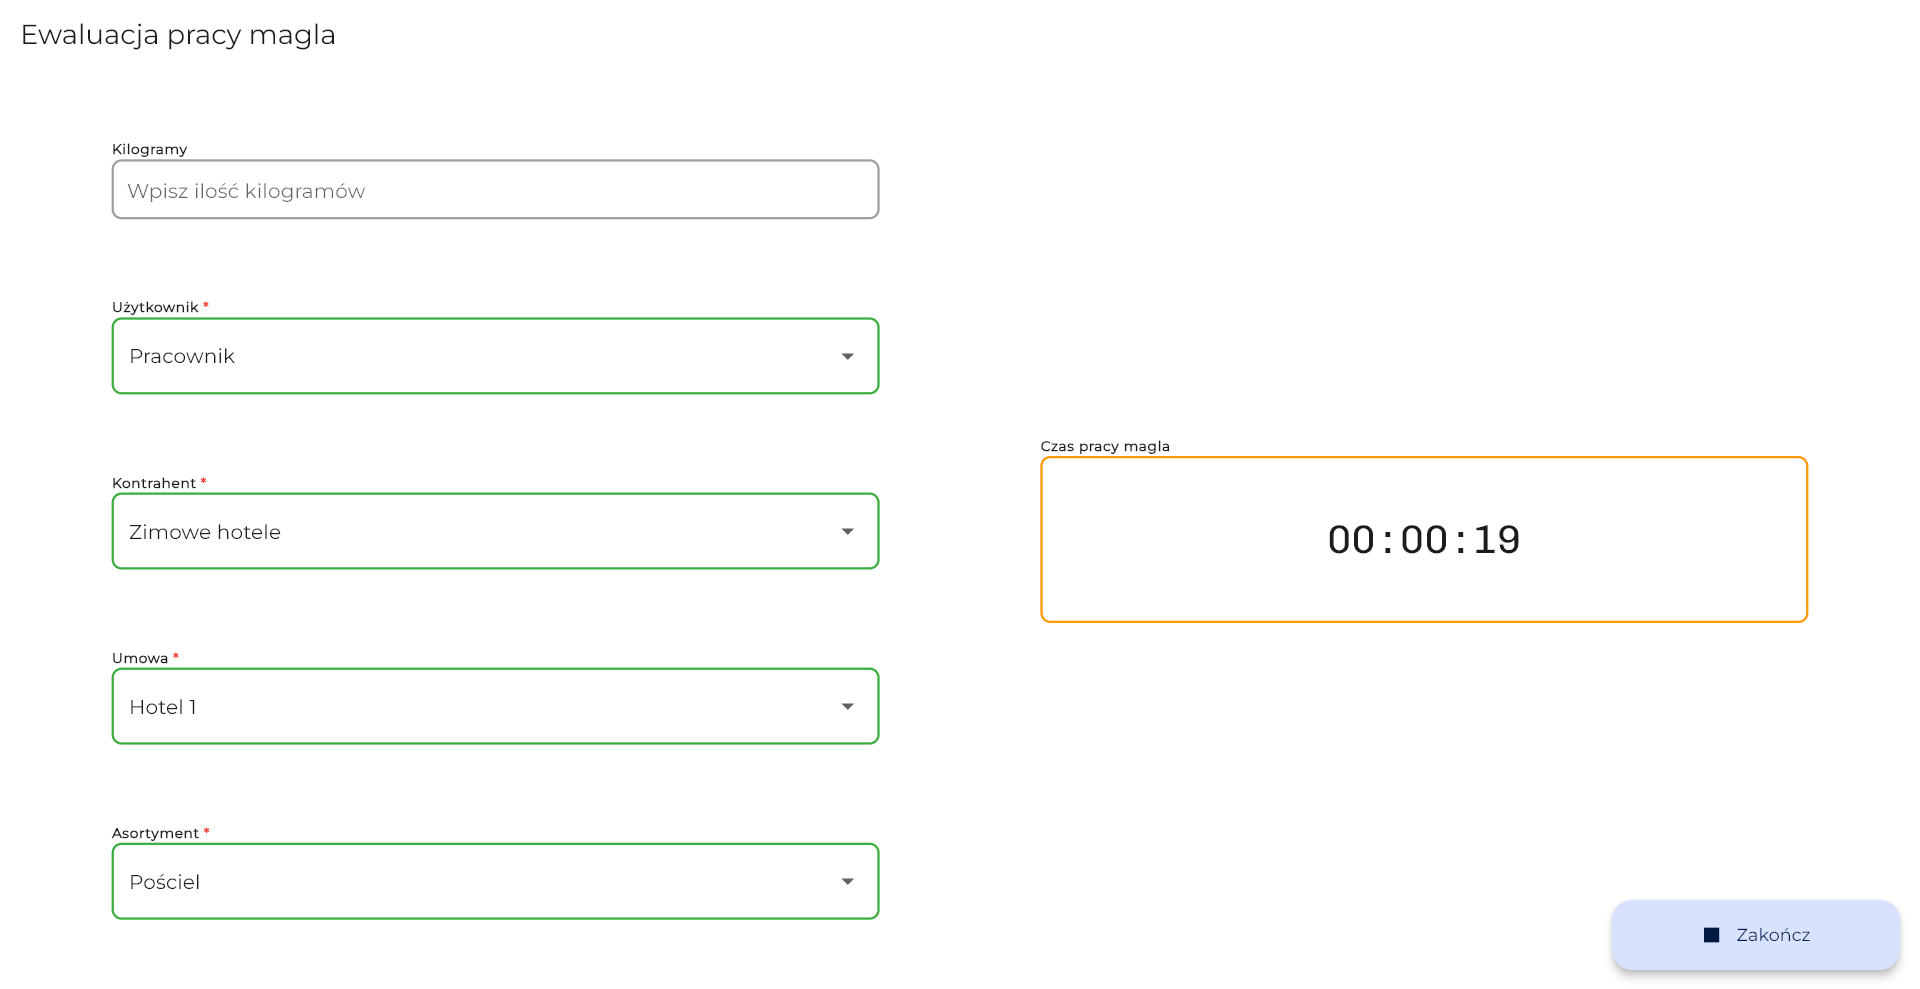 Ewaluacja pracy magla
Kilogramy
Wpisz ilość kilogramów
Użytkownik *
Pracownik
Kontrahent *
Zimowe hotele
Umowa *
Hotel 1
Asortyment *
Pościel
Czas pracy magla
00:00:19
Zakończ